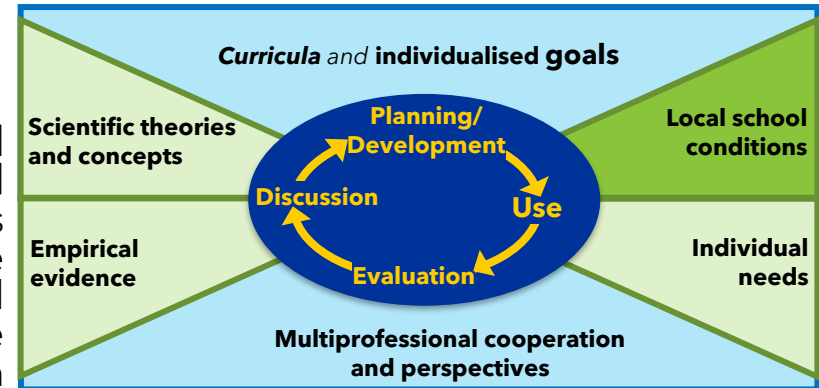 Curricula and individualised goals
Scientific theories
and concepts
Planning/
Development
Local school
conditions
Discussion
Use
Empirical
evidence
Evaluation
Individual
needs
Multiprofessional cooperation
and perspectives